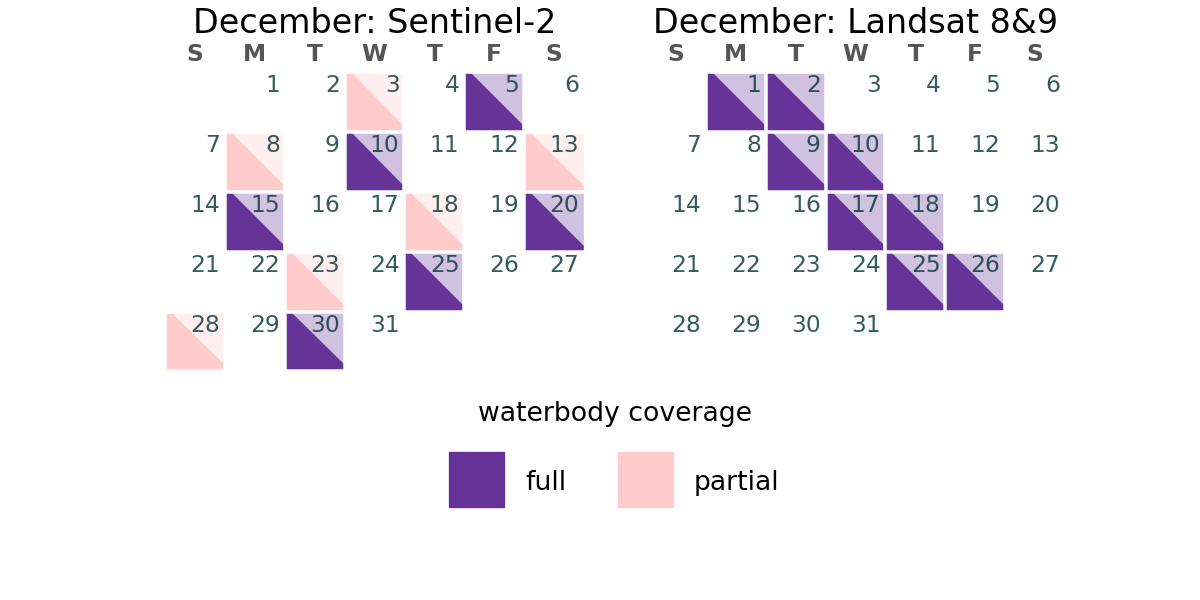 December: Sentinel-2
S M T W T F S
1 2 3 4 5 6
7 8 9 10 11 12 13
14 15 16 17 18 19 20
21 22 23 24 25 26 27
28 29 30 31
December: Landsat 8&9
S M T W T F S
1 2 3 4 5 6
7 8 9 10 11 12 13
14 15 16 17 18 19 20
21 22 23 24 25 26 27
28 29 30 31
waterbody coverage
full partial